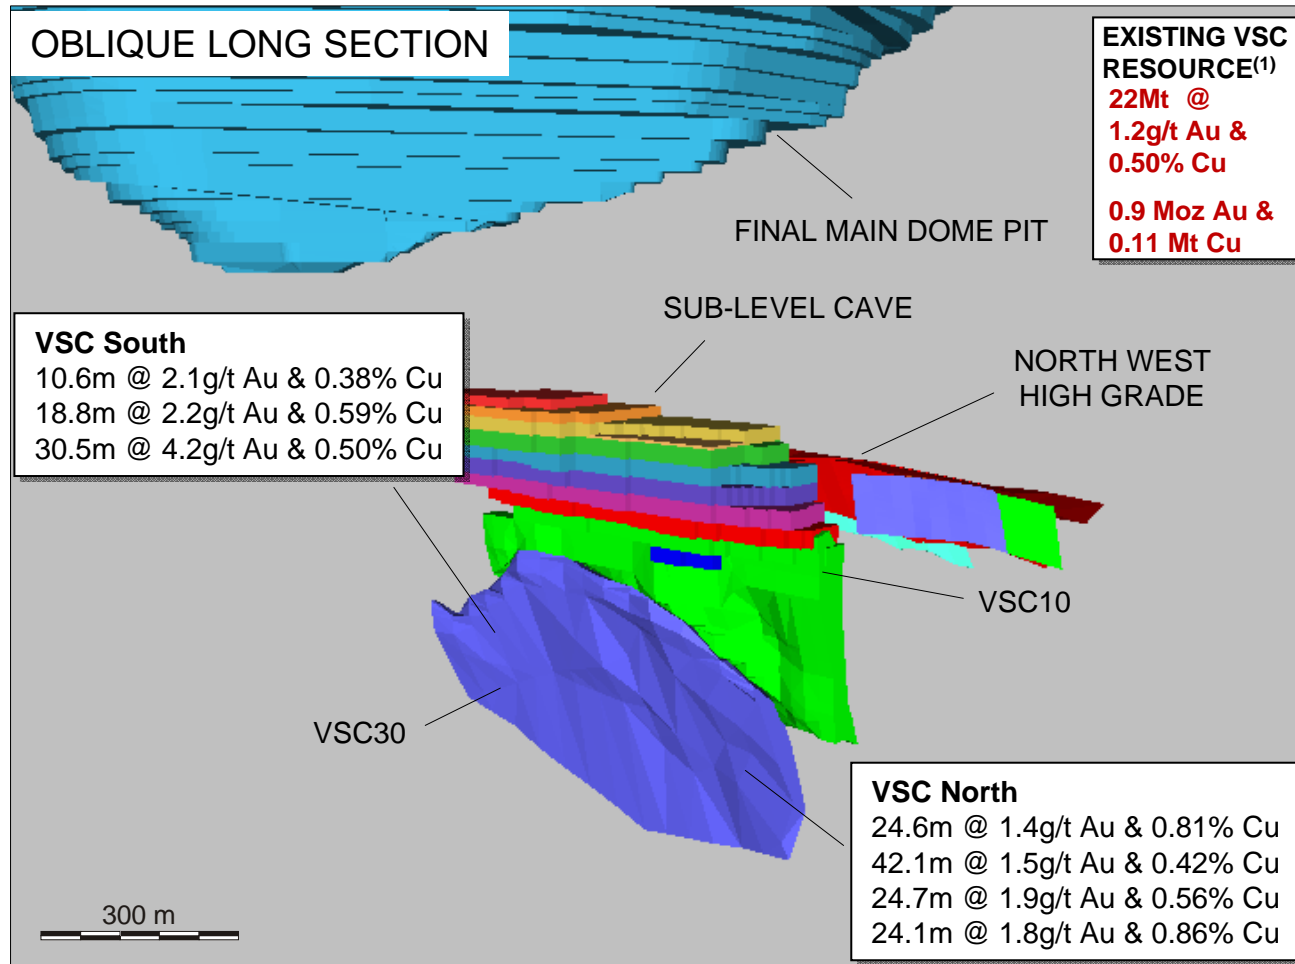 OBLIQUE LONG SECTION
EXISTING VSC
RESOURCE(1)
22Mt @
1.2g/t Au &
0.50% Cu
0.9 Moz Au &
0.11 Mt Cu
FINAL MAIN DOME PIT
SUB-LEVEL CAVE
NORTH WEST
HIGH GRADE
VSC South
10.6m @ 2.1g/t Au & 0.38% Cu
18.8m @ 2.2g/t Au & 0.59% Cu
30.5m @ 4.2g/t Au & 0.50% Cu
VSC10
VSC30
VSC North
24.6m @ 1.4g/t Au & 0.81% Cu
42.1m @ 1.5g/t Au & 0.42% Cu
24.7m @ 1.9g/t Au & 0.56% Cu
24.1m @ 1.8g/t Au & 0.86% Cu
300 m